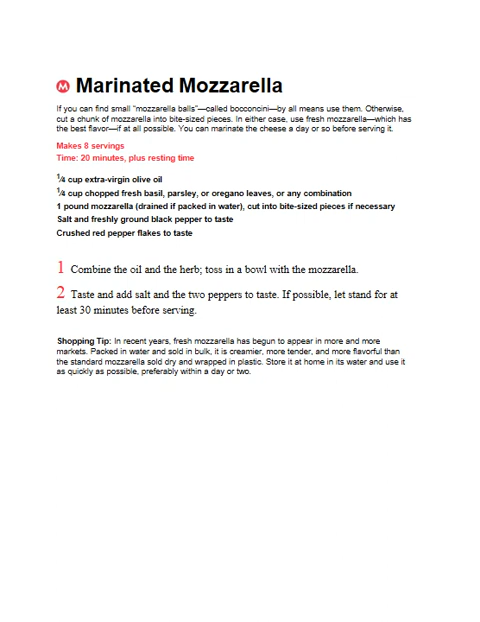 M Marinated Mozzarella
If you can find small "mozzarella balls"—called bocconcini—by all means use them. Otherwise,
cut a chunk of mozzarella into bite-sized pieces. In either case, use fresh mozzarella—which has
the best flavor—if at all possible. You can marinate the cheese a day or so before serving it.
Makes 8 servings
Time: 20 minutes, plus resting time
1/4 cup extra-virgin olive oil
1/4 cup chopped fresh basil, parsley, or oregano leaves, or any combination
1 pound mozzarella (drained if packed in water), cut into bite-sized pieces if necessary
Salt and freshly ground black pepper to taste
Crushed red pepper flakes to taste
1 Combine the oil and the herb; toss in a bowl with the mozzarella.
2 Taste and add salt and the two peppers to taste. If possible, let stand for at
least 30 minutes before serving.
Shopping Tip: In recent years, fresh mozzarella has begun to appear in more and more
markets. Packed in water and sold in bulk, it is creamier, more tender, and more flavorful than
the standard mozzarella sold dry and wrapped in plastic. Store it at home in its water and use it
as quickly as possible, preferably within a day or two.